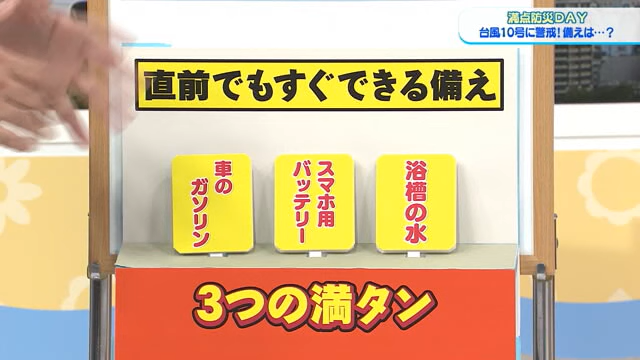 満点防災DAY
台風10号に警戒!備えは…?
直前でもすぐできる備え
車の
ガソリン
スマホ用
バッテリー
浴槽の水
3つの満タン